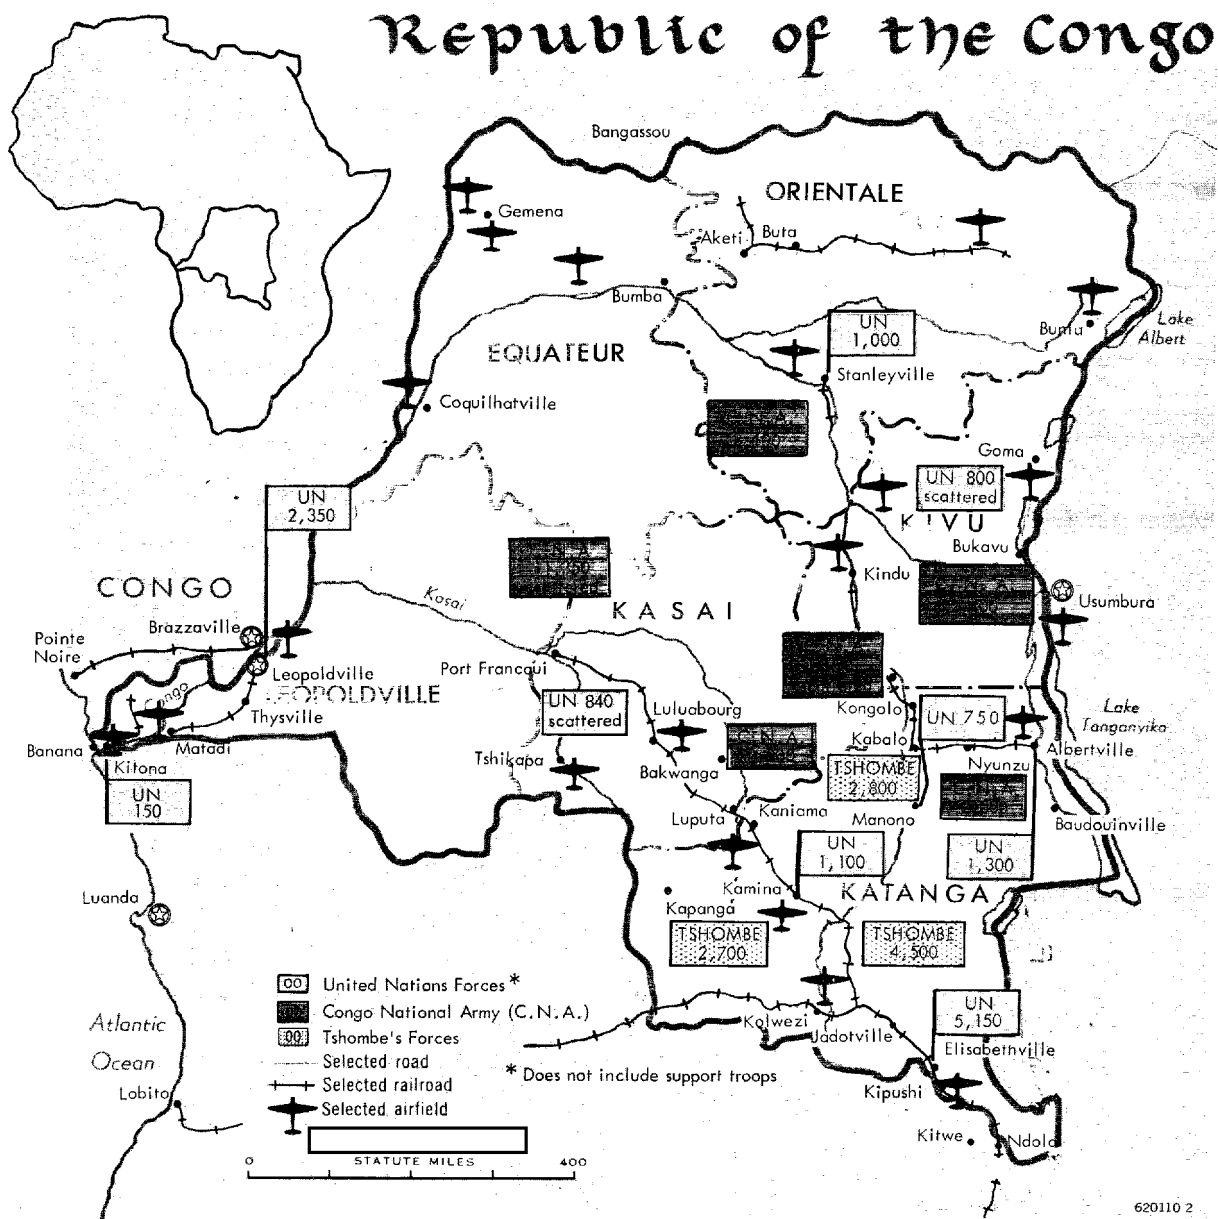 Republic of the Congo
Bangassou
ORIENTALE
Gemena
Aketi
Buta
Bumba
Bunia
Lake
Albert
UN
1,000
EQUATEUR
Stanleyville
Coquilhatville
Goma
UN 800
scattered
UN
2,350
KIVU
Bukavu
C.N.A.
CONGO
Kasai
KASAI
Kindu
Usumbura
Brazzaville
Pointe
Noire
Leopoldville
LEOPOLDVILLE
Port Francqui
Congo
Thysville
UN 840
scattered
Luluabourg
Kongolo
UN 750
Lake
Tanganyika
Banana
Matadi
Kitona
Kabalo
Albertville
Nyunzu
C.N.A.
Tshikapa
Bakwanga
TSHOMBE
2,800
UN
150
Luputa
Kaniama
Manono
Baudouinville
UN
1,100
UN
1,300
Kamina
KATANGA
Luanda
Kapanga
TSHOMBE
2,700
TSHOMBE
4,500
United Nations Forces *
Congo National Army (C.N.A.)
Tshombe's Forces
Selected road
Selected railroad
Selected airfield
* Does not include support troops
Atlantic
Ocean
Lobito
Kolwezi
Jadotville
UN
5,150
Elisabethville
Kipushi
Kitwe
Ndola
STATUTE MILES
0 400
620110 2